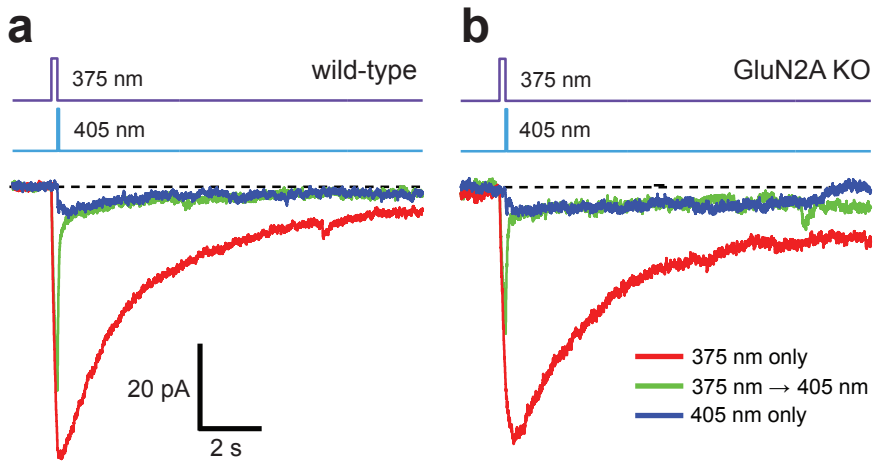 a
wild-type
375 nm
405 nm
20 pA
2 s
b
GluN2A KO
375 nm
405 nm
375 nm only
375 nm → 405 nm
405 nm only